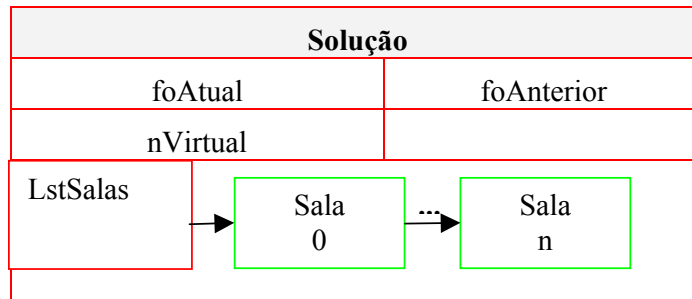 Solução
foAtual foAnterior
nVirtual
LstSalas
Sala ... Sala
0 n